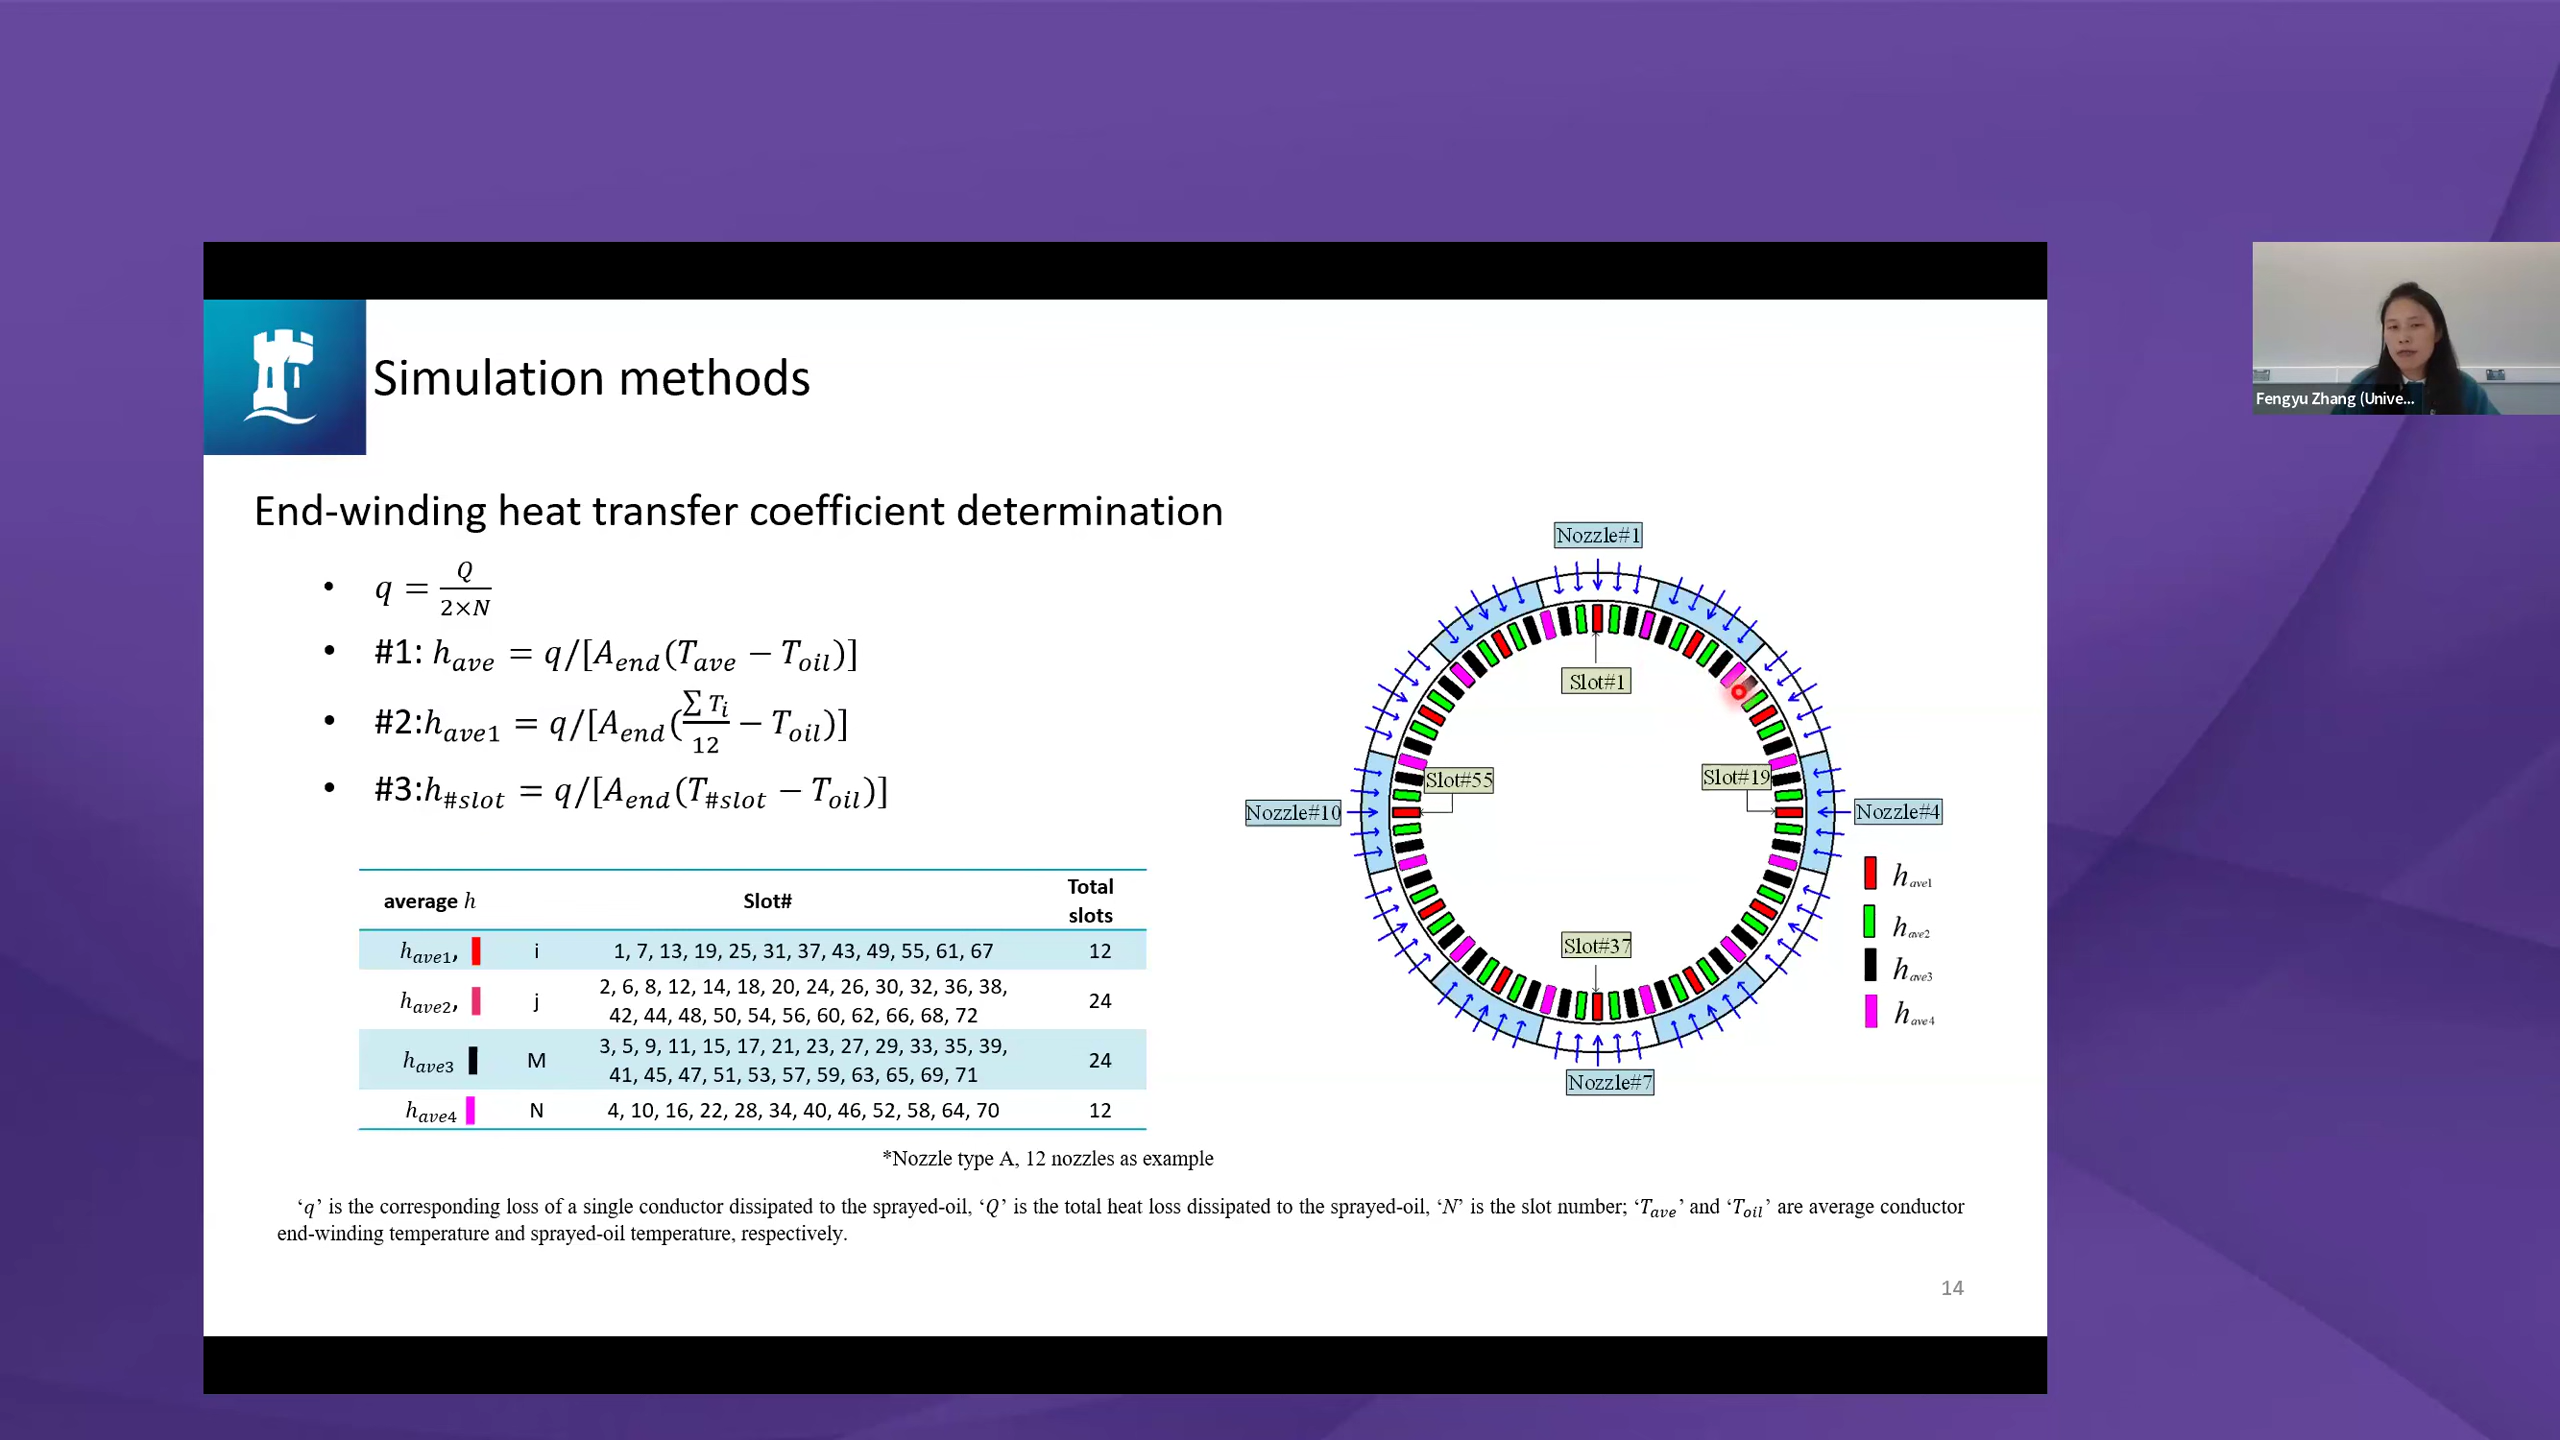 Simulation methods
Fengyu Zhang (Unive...
End-winding heat transfer coefficient determination
• q = Q / 2×N
• #1: h_ave = q/[A_end(T_ave − T_oil)]
• #2:h_ave1 = q/[A_end(∑ T_i / 12 − T_oil)]
• #3:h_#slot = q/[A_end(T_#slot − T_oil)]
average h Slot# Total slots
h_ave1, i 1, 7, 13, 19, 25, 31, 37, 43, 49, 55, 61, 67 12
h_ave2, j 2, 6, 8, 12, 14, 18, 20, 24, 26, 30, 32, 36, 38,
42, 44, 48, 50, 54, 56, 60, 62, 66, 68, 72 24
h_ave3 M 3, 5, 9, 11, 15, 17, 21, 23, 27, 29, 33, 35, 39,
41, 45, 47, 51, 53, 57, 59, 63, 65, 69, 71 24
h_ave4 N 4, 10, 16, 22, 28, 34, 40, 46, 52, 58, 64, 70 12
*Nozzle type A, 12 nozzles as example
Nozzle#1
Slot#1
Slot#55
Slot#19
Nozzle#10
Nozzle#4
Slot#37
Nozzle#7
h_ave1
h_ave2
h_ave3
h_ave4
‘q’ is the corresponding loss of a single conductor dissipated to the sprayed-oil, ‘Q’ is the total heat loss dissipated to the sprayed-oil, ‘N’ is the slot number; ‘T_ave’ and ‘T_oil’ are average conductor
end-winding temperature and sprayed-oil temperature, respectively.
14